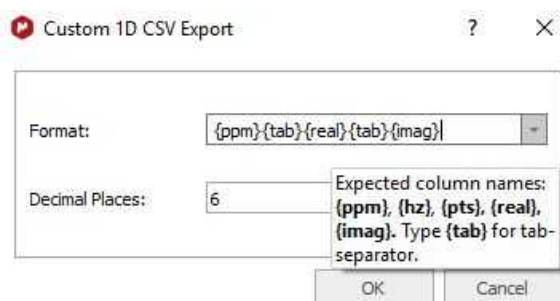 Custom 1D CSV Export
Format:
{ppm}{tab}{real}{tab}{imag}
Decimal Places:
6
Expected column names:
{ppm}, {hz}, {pts}, {real},
{imag}. Type {tab} for tab-
separator.
OK
Cancel